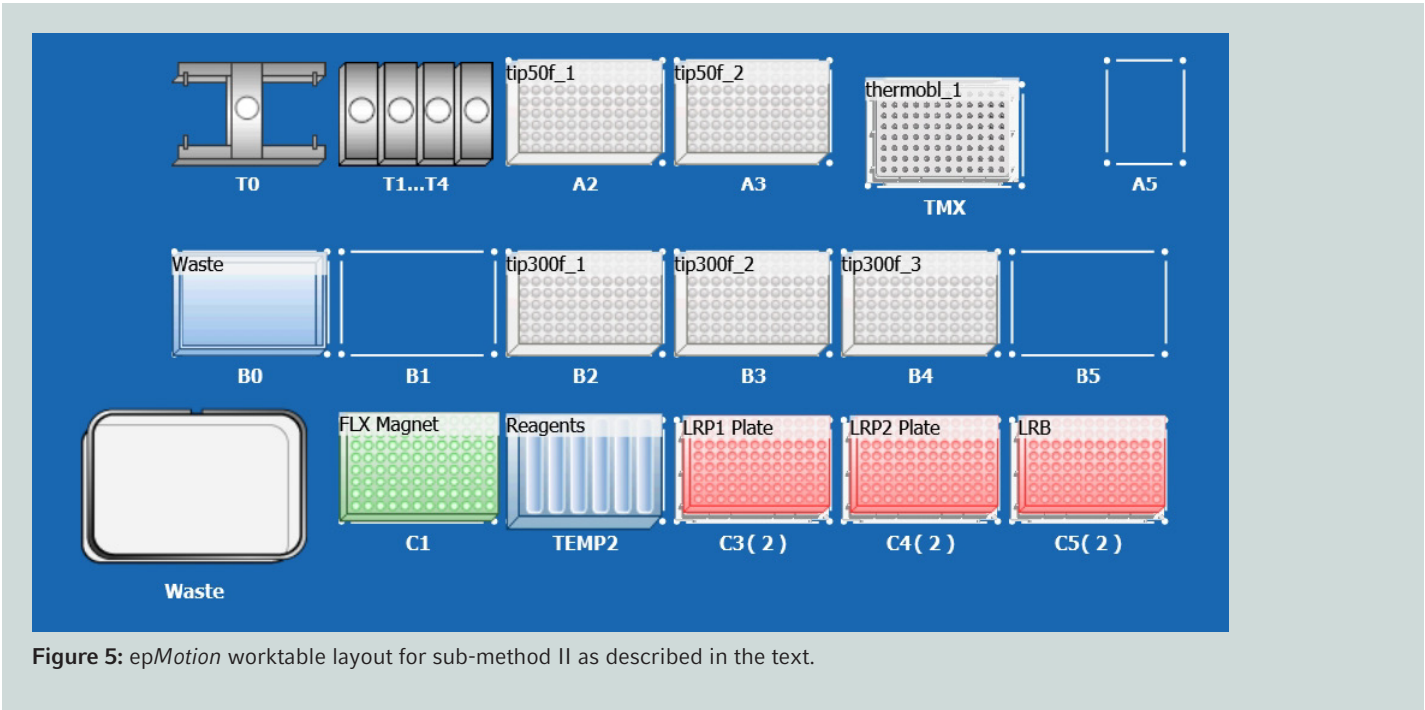 tip50f_1
tip50f_2
thermobl_1
T0
T1...T4
A2
A3
TMX
A5
Waste
tip300f_1
tip300f_2
tip300f_3
B0
B1
B2
B3
B4
B5
FLX Magnet
Reagents
LRP1 Plate
LRP2 Plate
LRB
C1
TEMP2
C3( 2 )
C4( 2 )
C5( 2 )
Waste
Figure 5: epMotion worktable layout for sub-method II as described in the text.